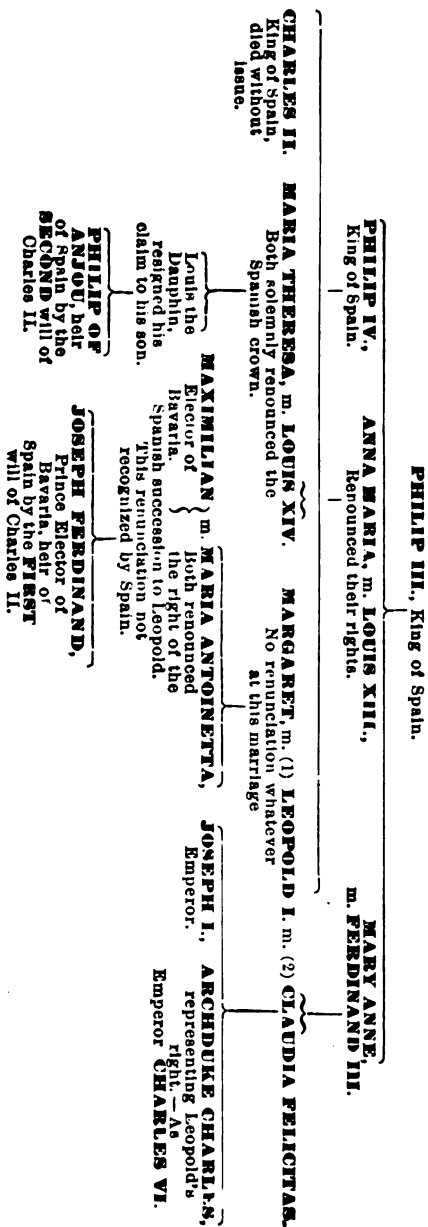 PHILIP III., King of Spain.
PHILIP IV.,
King of Spain.
ANNA MARIA, m. LOUIS XIII.,
Renounced their rights.
MARY ANNE,
m. FERDINAND III.
CHARLES II.
King of Spain,
died without
issue.
MARIA THERESA, m. LOUIS XIV.
Both solemnly renounced the
Spanish crown.
MARGARET, m. (1) LEOPOLD I. m. (2) CLAUDIA FELICITAS.
No renunciation whatever
at this marriage
Louis the
Dauphin,
resigned his
claim to his son.
MAXIMILIAN
Elector of
Bavaria.
m. MARIA ANTOINETTA,
Both renounced
the right of the
Spanish succession to Leopold.
This renunciation not
recognized by Spain.
JOSEPH I.,
Emperor.
ARCHDUKE CHARLES,
representing Leopold's
right.—As
Emperor CHARLES VI.
PHILIP OF
ANJOU, heir
of Spain by the
SECOND will of
Charles II.
JOSEPH FERDINAND,
Prince Elector of
Bavaria, heir of
Spain by the FIRST
will of Charles II.